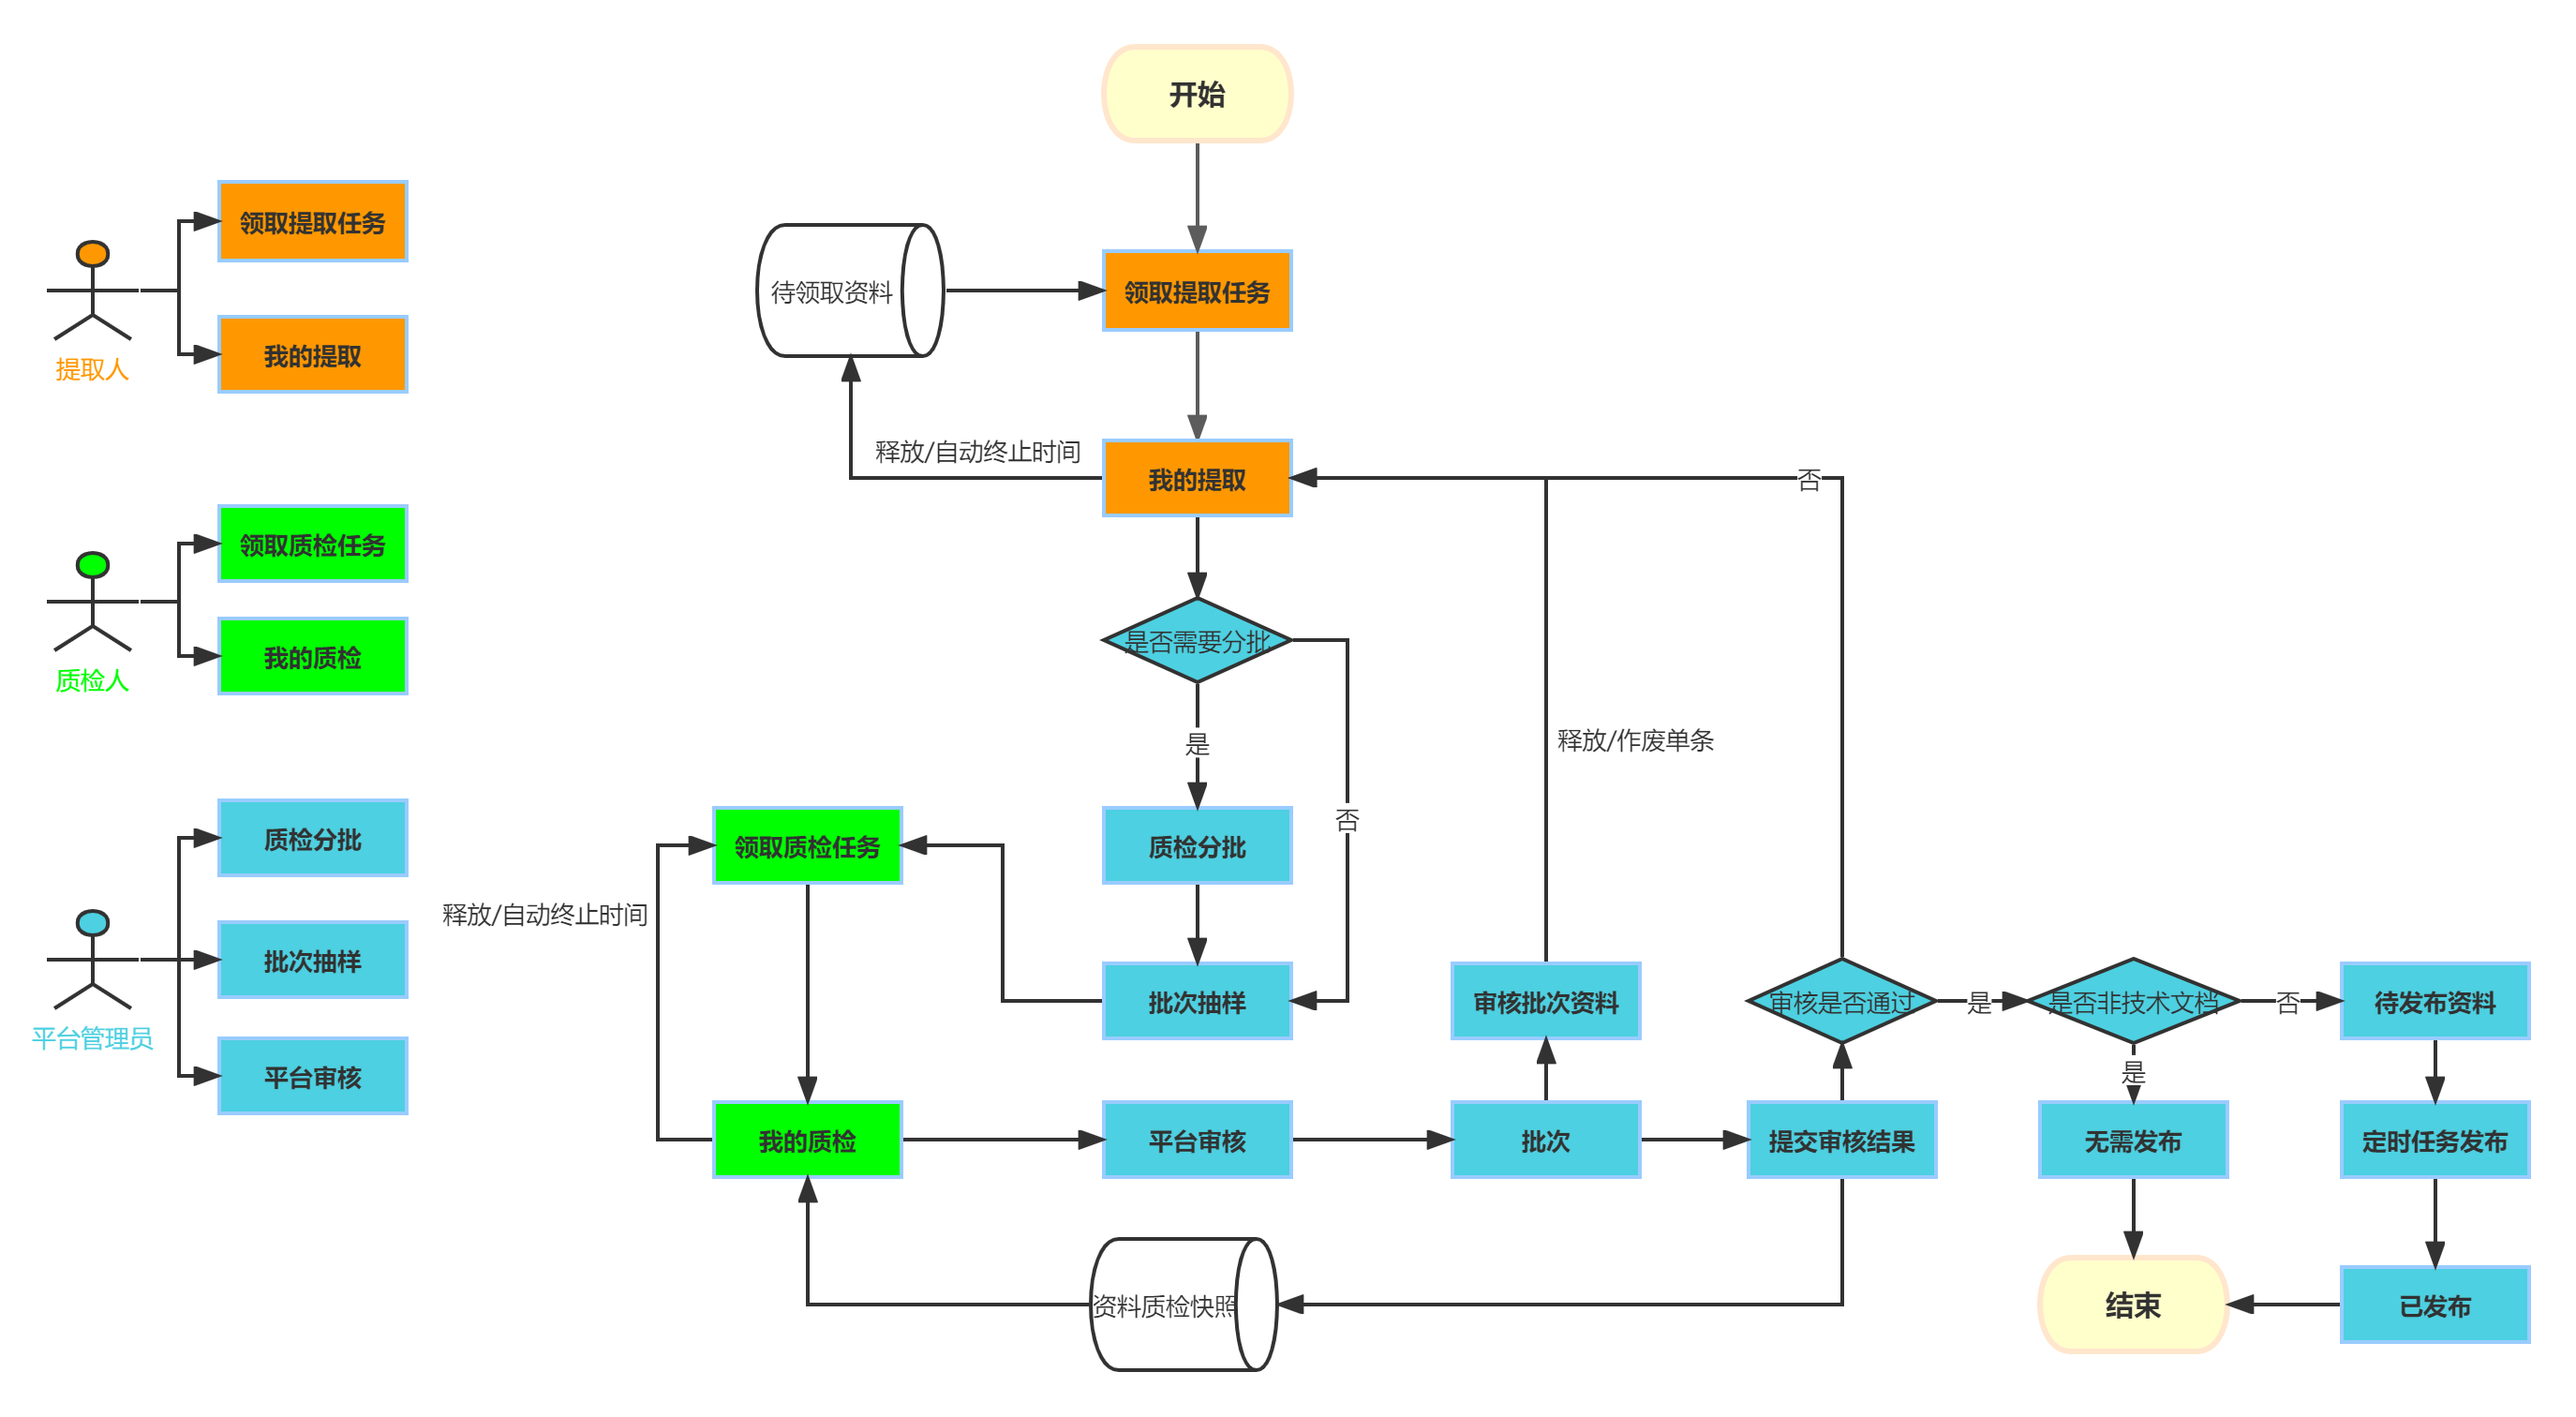 开始
领取提取任务
我的提取
提取人
领取质检任务
我的质检
质检人
质检分批
批次抽样
平台审核
平台管理员
待领取资料
领取提取任务
释放/自动终止时间
我的提取
否
是否需要分批
是
否
释放/作废单条
领取质检任务
质检分批
释放/自动终止时间
批次抽样
审核批次资料
审核是否通过
是
是否非技术文档
否
待发布资料
是
我的质检
平台审核
批次
提交审核结果
无需发布
定时任务发布
资料质检快照
结束
已发布